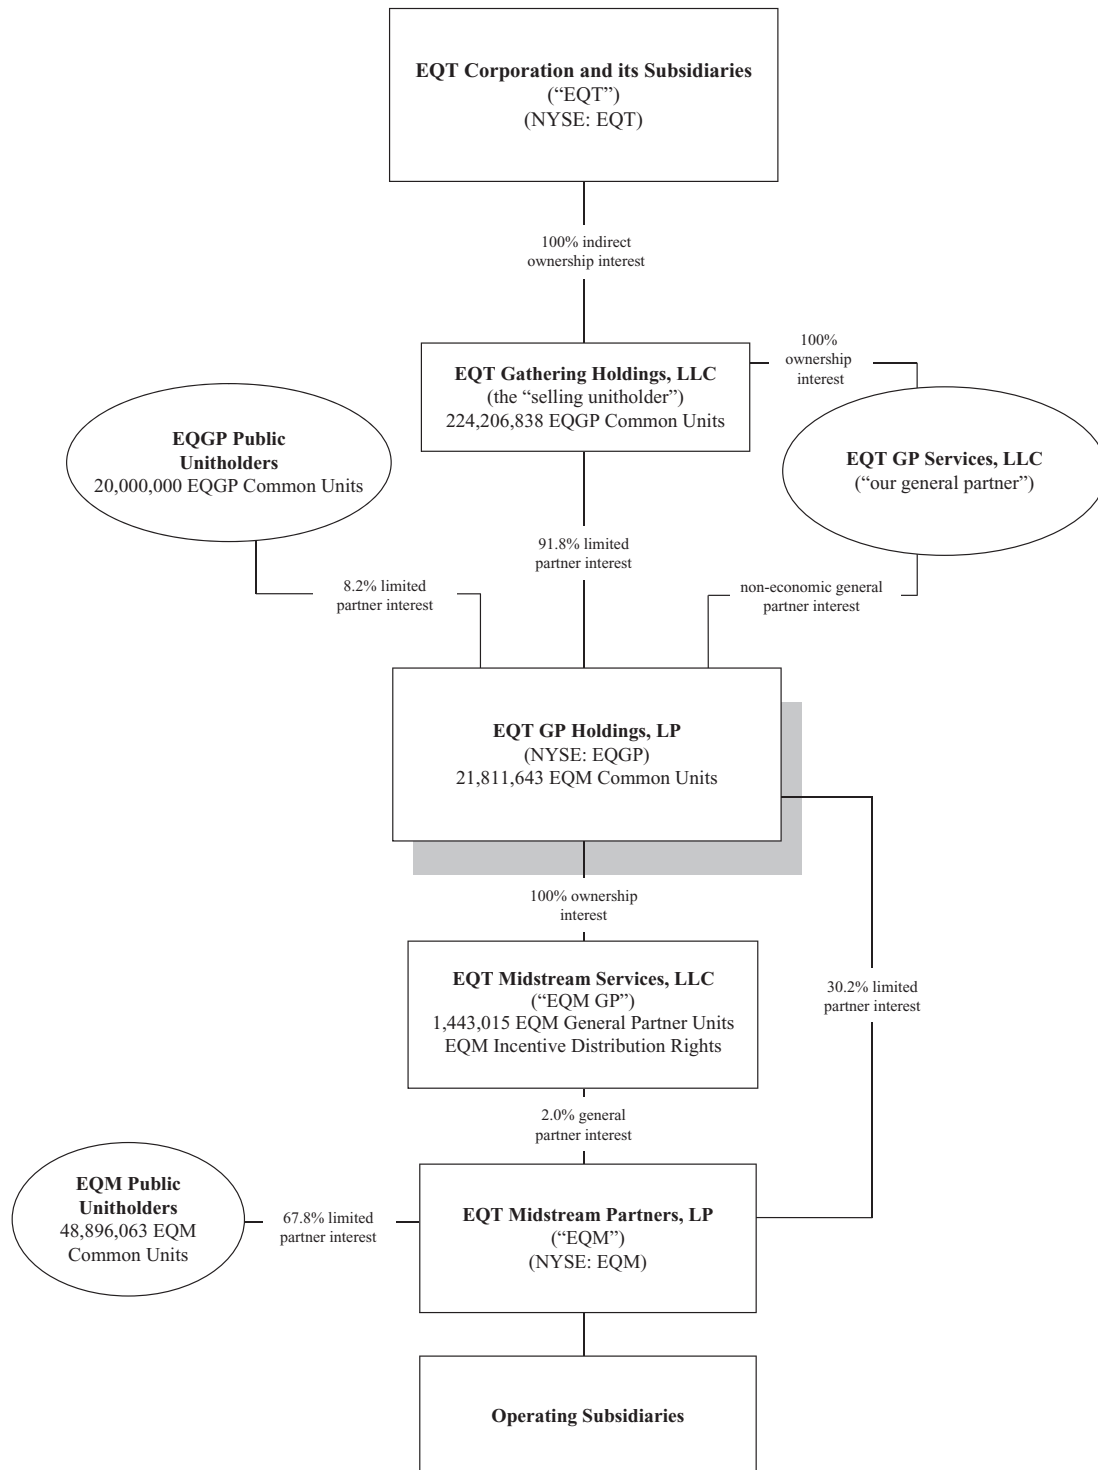 EQT Corporation and its Subsidiaries
(“EQT”)
(NYSE: EQT)
100% indirect
ownership interest
100%
ownership
interest
EQT Gathering Holdings, LLC
(the “selling unitholder”)
224,206,838 EQGP Common Units
EQGP Public
Unitholders
20,000,000 EQGP Common Units
EQT GP Services, LLC
(“our general partner”)
91.8% limited
partner interest
8.2% limited
partner interest
non-economic general
partner interest
EQT GP Holdings, LP
(NYSE: EQGP)
21,811,643 EQM Common Units
100% ownership
interest
EQT Midstream Services, LLC
(“EQM GP”)
1,443,015 EQM General Partner Units
EQM Incentive Distribution Rights
30.2% limited
partner interest
2.0% general
partner interest
EQM Public
Unitholders
48,896,063 EQM
Common Units
67.8% limited
partner interest
EQT Midstream Partners, LP
(“EQM”)
(NYSE: EQM)
Operating Subsidiaries